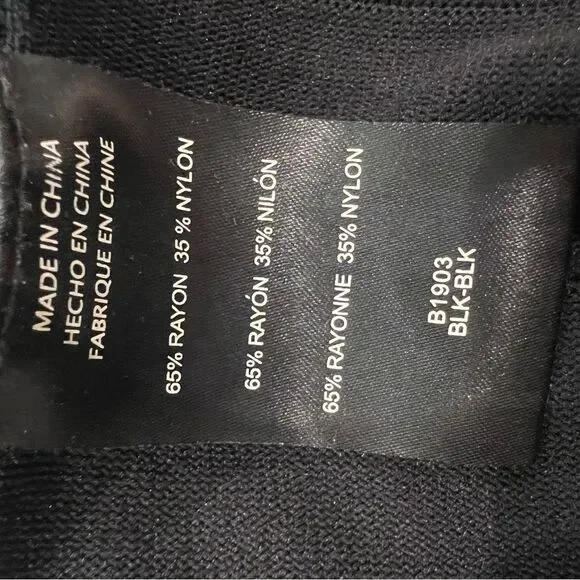 MADE IN CHINA
HECHO EN CHINA
FABRIQUE EN CHINE
65% RAYON 35 % NYLON
65% RAYÓN 35% NILÓN
65% RAYONNE 35% NYLON
B1903
BLK-BLK